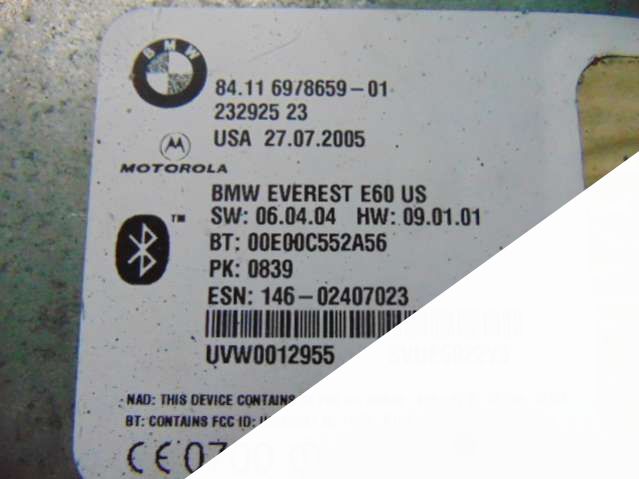 BMW
84.11 6978659-01
232925 23
USA 27.07.2005
MOTOROLA
BMW EVEREST E60 US
SW: 06.04.04 HW: 09.01.01
TM
BT: 00E00C552A56
PK: 0839
ESN: 146-02407023
UVW0012955
NAD: THIS DEVICE CONTAINS
BT: CONTAINS FCC ID:
CE 0700